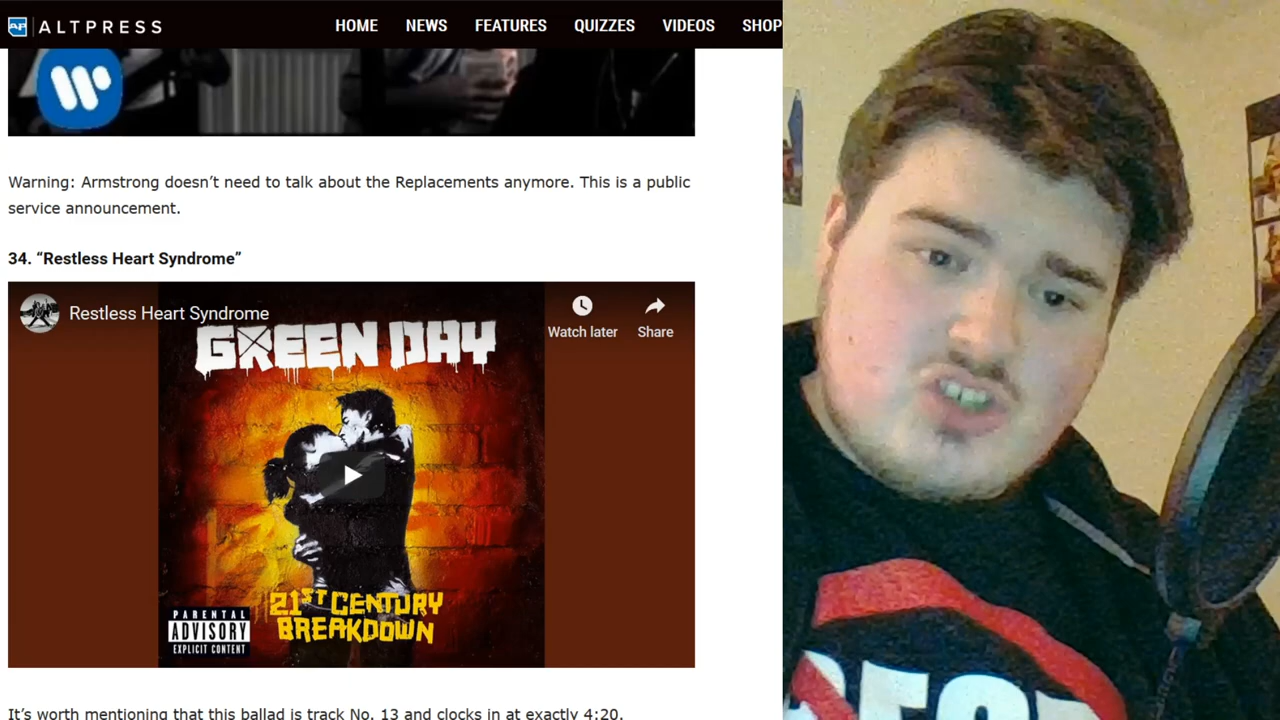 AP ALTPRESS HOME NEWS FEATURES QUIZZES VIDEOS SHOP
Warning: Armstrong doesn’t need to talk about the Replacements anymore. This is a public
service announcement.
34. “Restless Heart Syndrome”
Restless Heart Syndrome
Watch later Share
GREEN DAY
21ST CENTURY
BREAKDOWN
PARENTAL
ADVISORY
EXPLICIT CONTENT
It’s worth mentioning that this ballad is track No. 13 and clocks in at exactly 4:20.